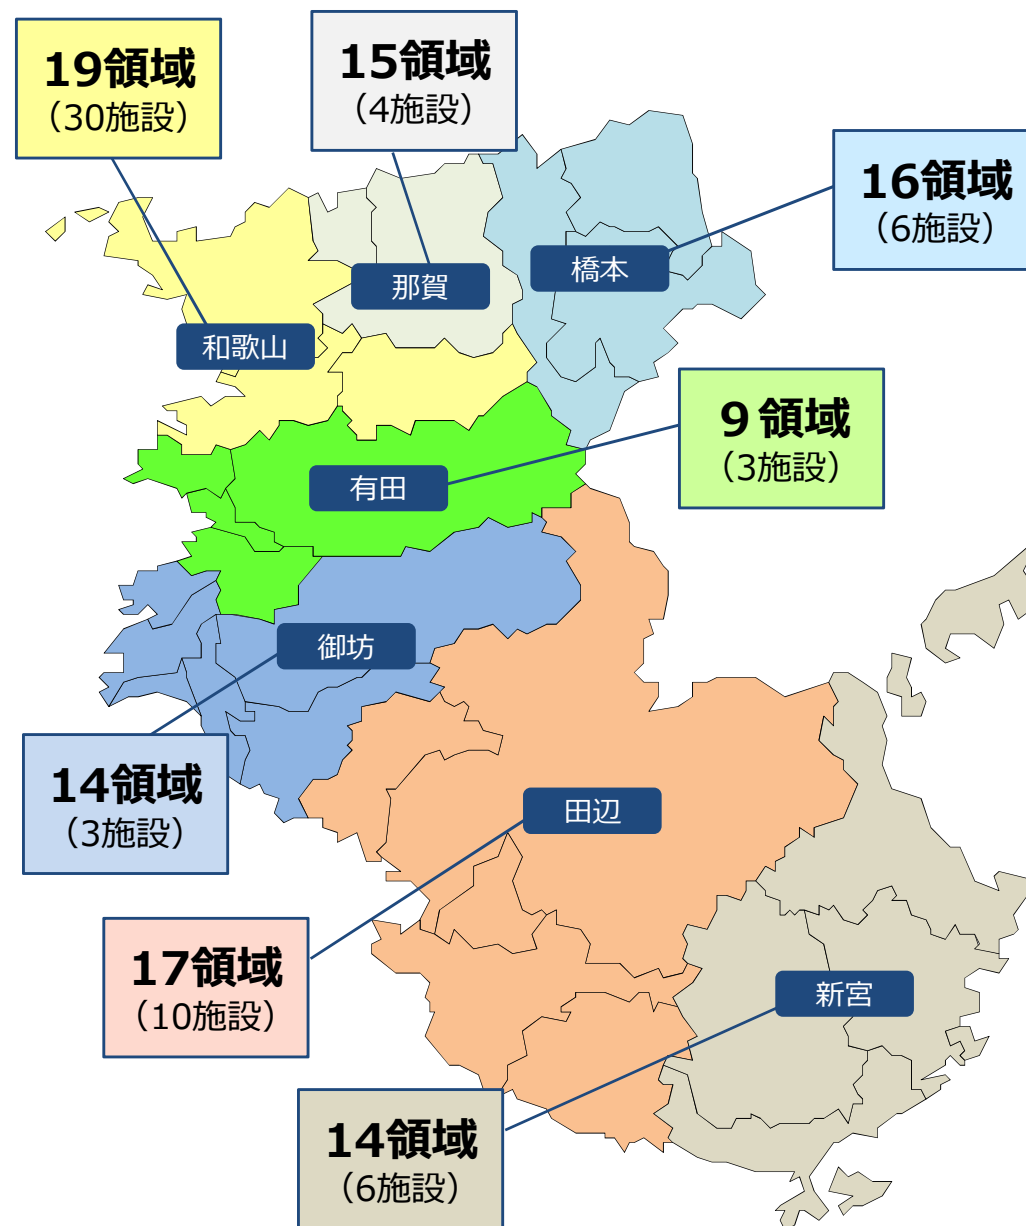 19領域
（30施設）
15領域
（4施設）
16領域
（6施設）
橋本
那賀
和歌山
９領域
（3施設）
有田
御坊
14領域
（3施設）
田辺
17領域
（10施設）
新宮
14領域
（6施設）